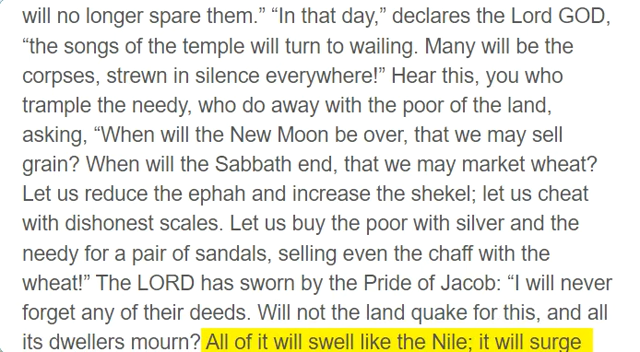 will no longer spare them.” “In that day,” declares the Lord GOD,
“the songs of the temple will turn to wailing. Many will be the
corpses, strewn in silence everywhere!” Hear this, you who
trample the needy, who do away with the poor of the land,
asking, “When will the New Moon be over, that we may sell
grain? When will the Sabbath end, that we may market wheat?
Let us reduce the ephah and increase the shekel; let us cheat
with dishonest scales. Let us buy the poor with silver and the
needy for a pair of sandals, selling even the chaff with the
wheat!” The LORD has sworn by the Pride of Jacob: “I will never
forget any of their deeds. Will not the land quake for this, and all
its dwellers mourn? All of it will swell like the Nile; it will surge